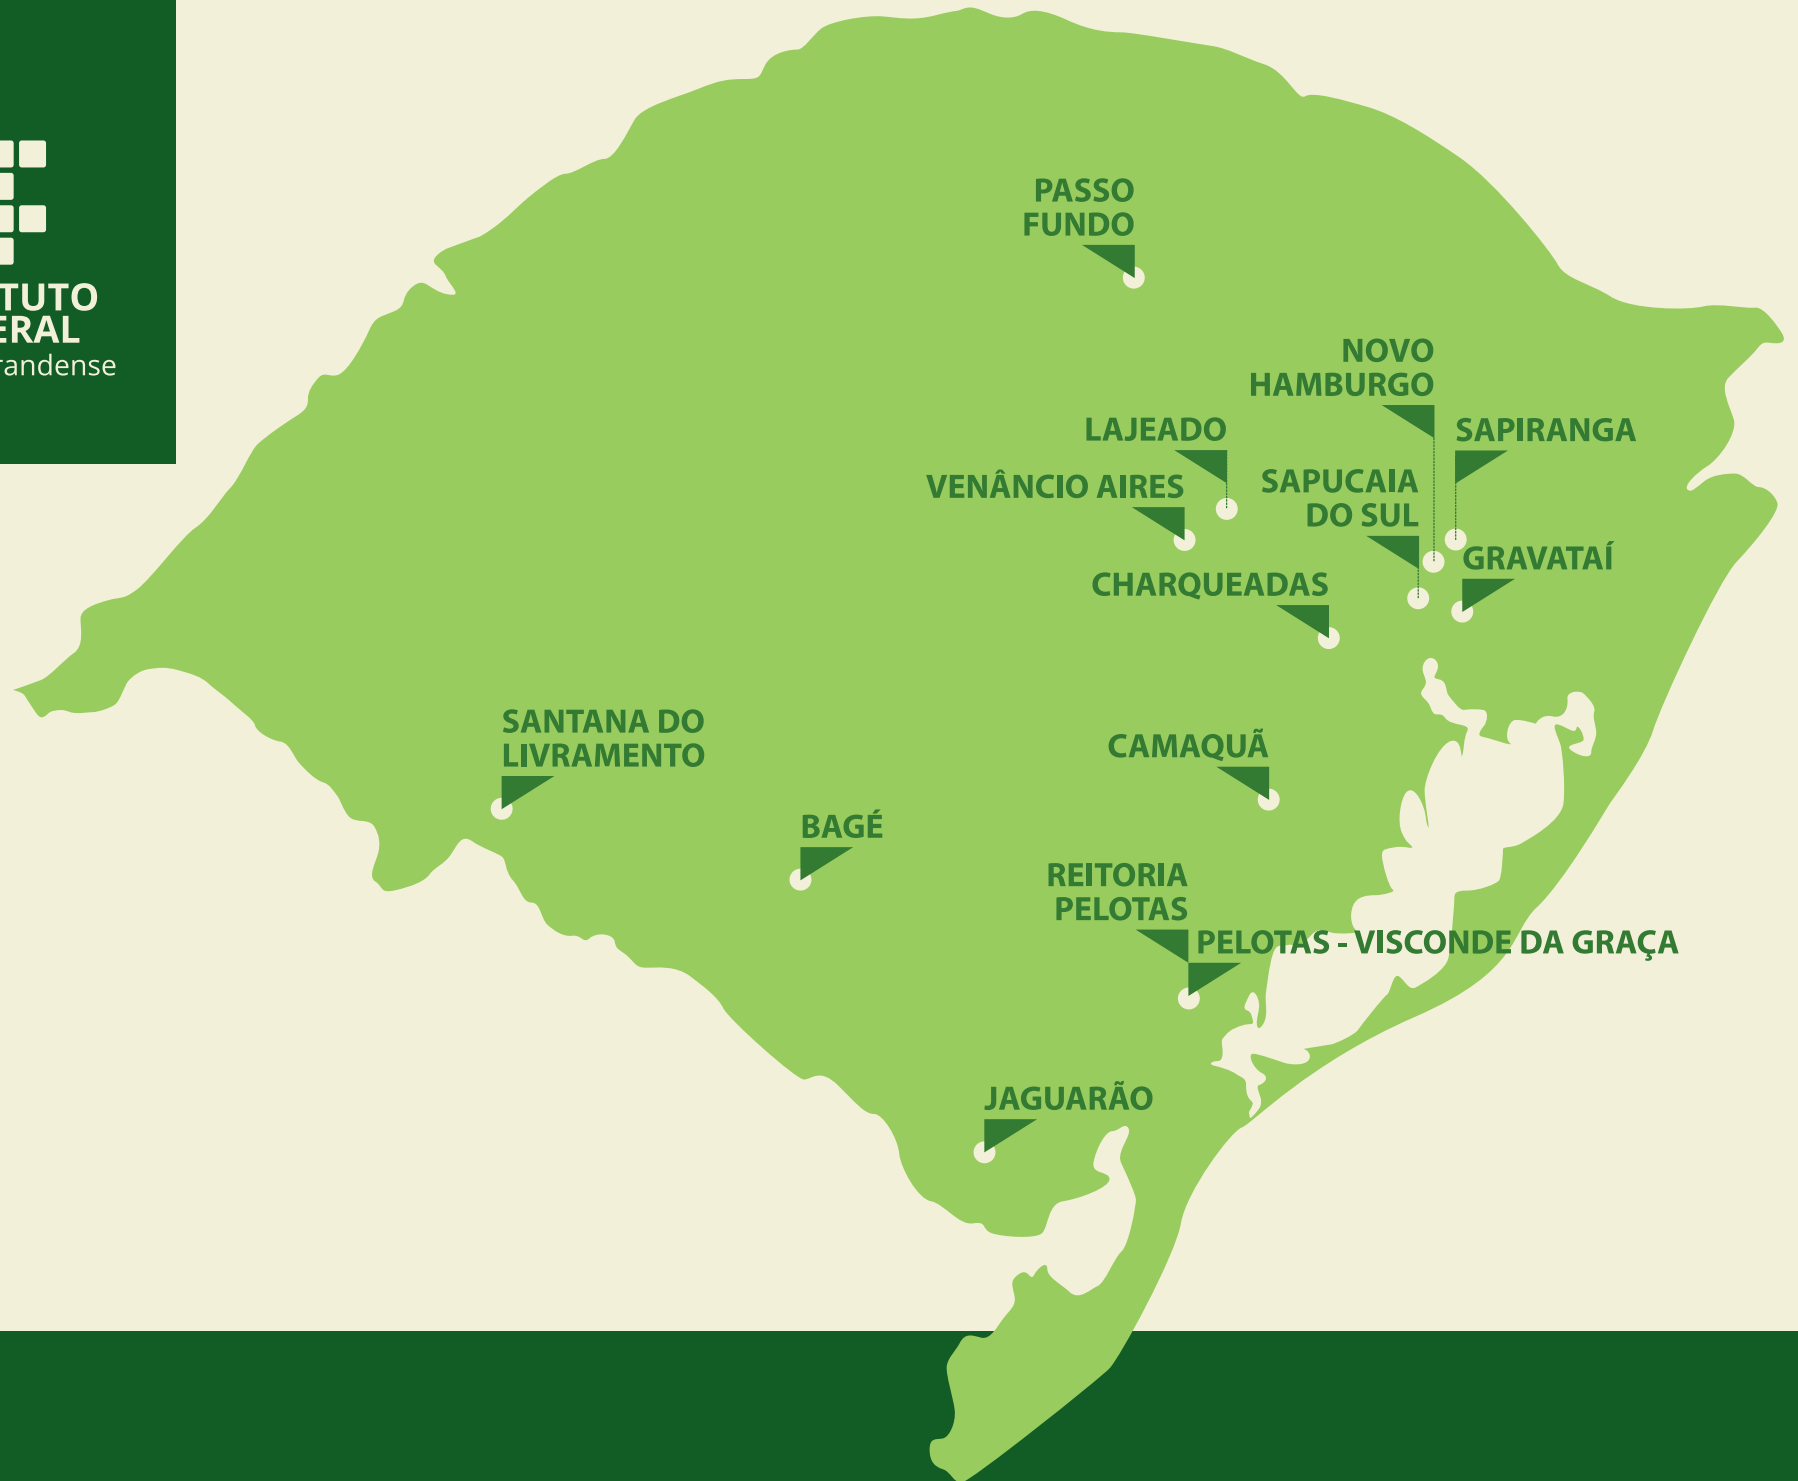 TUTO
ERAL
randense
PASSO
FUNDO
NOVO
HAMBURGO
LAJEADO
SAPIRANGA
VENÂNCIO AIRES
SAPUCAIA
DO SUL
GRAVATAÍ
CHARQUEADAS
SANTANA DO
LIVRAMENTO
CAMAQUÃ
BAGÉ
REITORIA
PELOTAS
PELOTAS - VISCONDE DA GRAÇA
JAGUARÃO